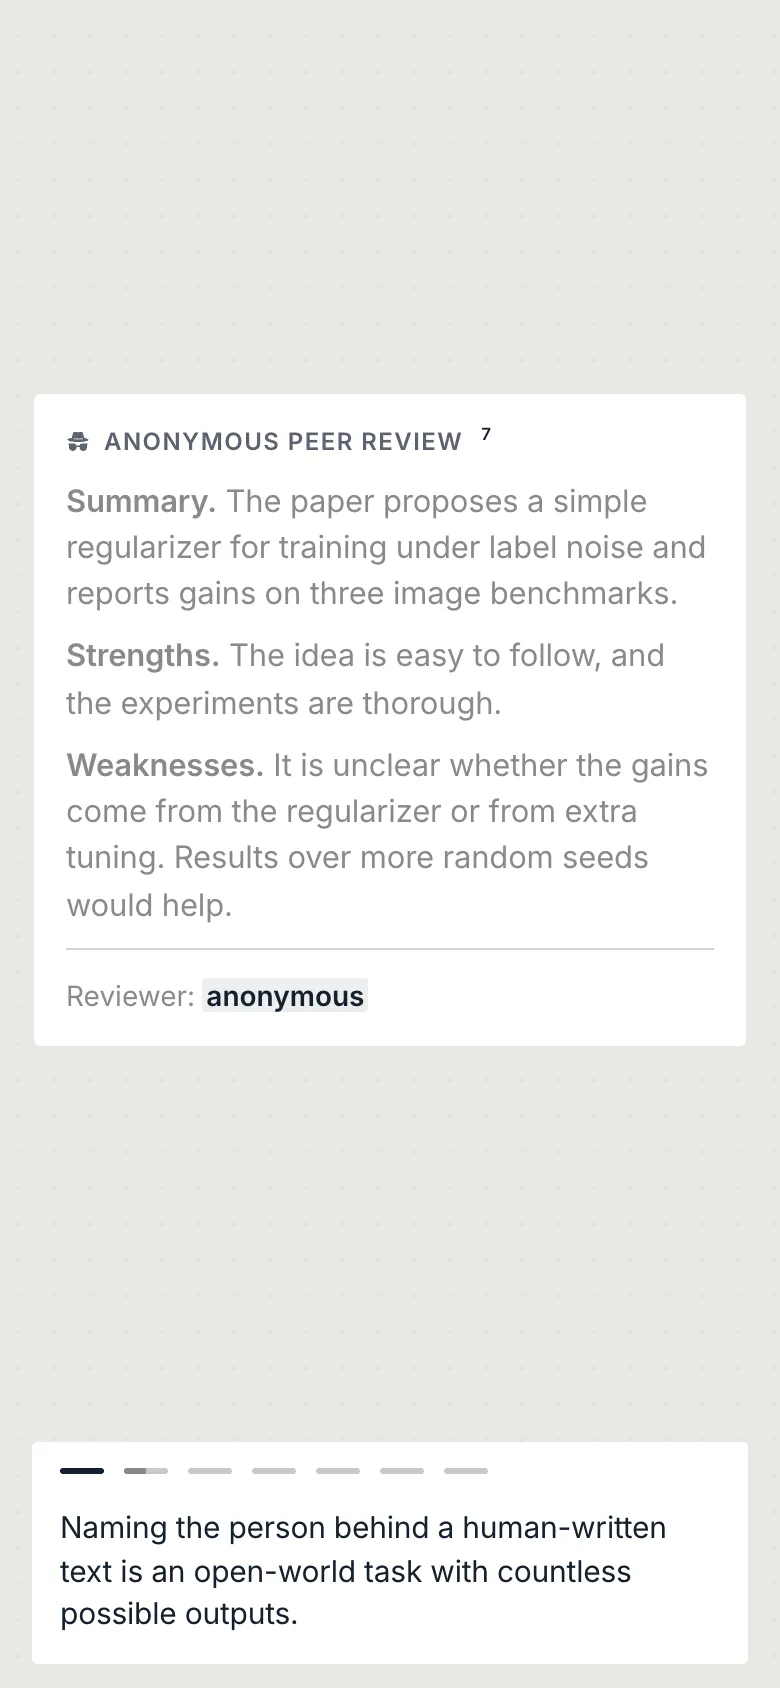 ANONYMOUS PEER REVIEW 7
Summary. The paper proposes a simple
regularizer for training under label noise and
reports gains on three image benchmarks.
Strengths. The idea is easy to follow, and
the experiments are thorough.
Weaknesses. It is unclear whether the gains
come from the regularizer or from extra
tuning. Results over more random seeds
would help.
Reviewer: anonymous
Naming the person behind a human-written
text is an open-world task with countless
possible outputs.